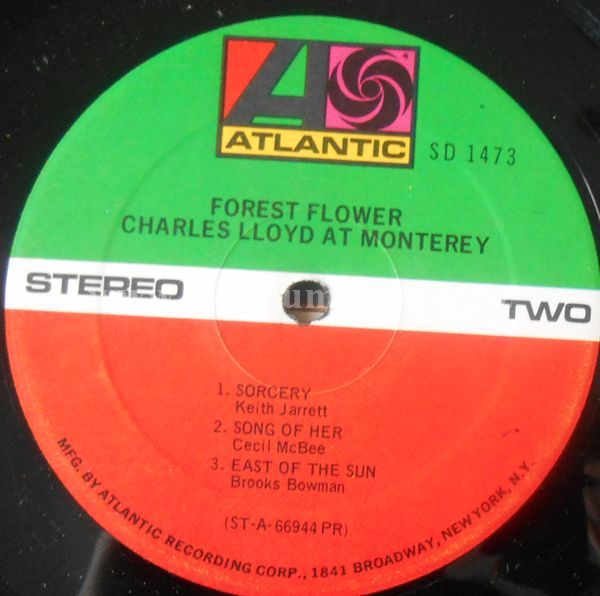 ATLANTIC
SD 1473
FOREST FLOWER
CHARLES LLOYD AT MONTEREY
STEREO
TWO
1. SORCERY
Keith Jarrett
2. SONG OF HER
Cecil McBee
3. EAST OF THE SUN
Brooks Bowman
(ST-A-66944 PR)
MFG. BY ATLANTIC RECORDING CORP., 1841 BROADWAY, NEW YORK, N.Y.